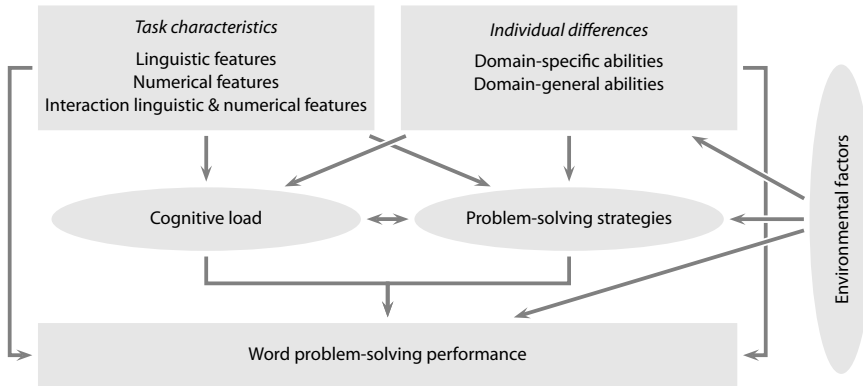 Task characteristics
Linguistic features
Numerical features
Interaction linguistic & numerical features
Individual differences
Domain-specific abilities
Domain-general abilities
Environmental factors
Cognitive load
Problem-solving strategies
Word problem-solving performance